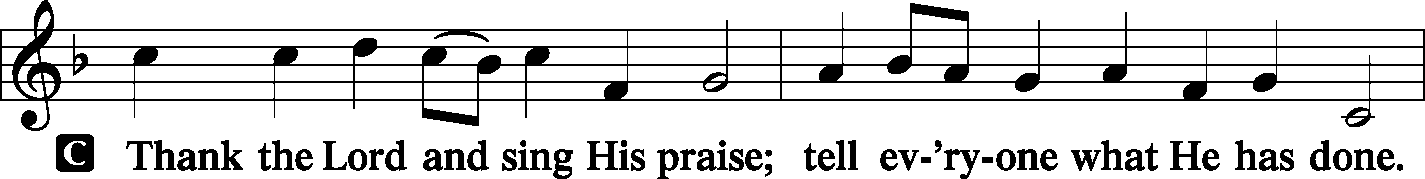 C Thank the Lord and sing His praise; tell ev-’ry-one what He has done.